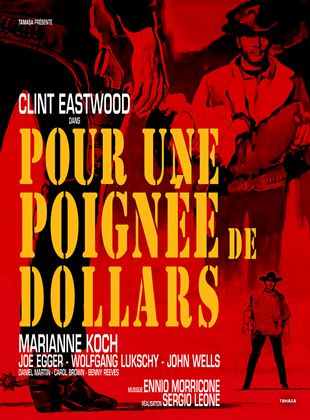 TAMASA PRÉSENTE
CLINT EASTWOOD
DANS
POUR UNE
POIGNÉE DE
DOLLARS
MARIANNE KOCH
JOE EGGER - WOLFGANG LUKSCHY - JOHN WELLS
DANIEL MARTIN - CAROL BROWN - BENNY REEVES
MUSIQUE ENNIO MORRICONE
RÉALISATION SERGIO LEONE
TAMASA